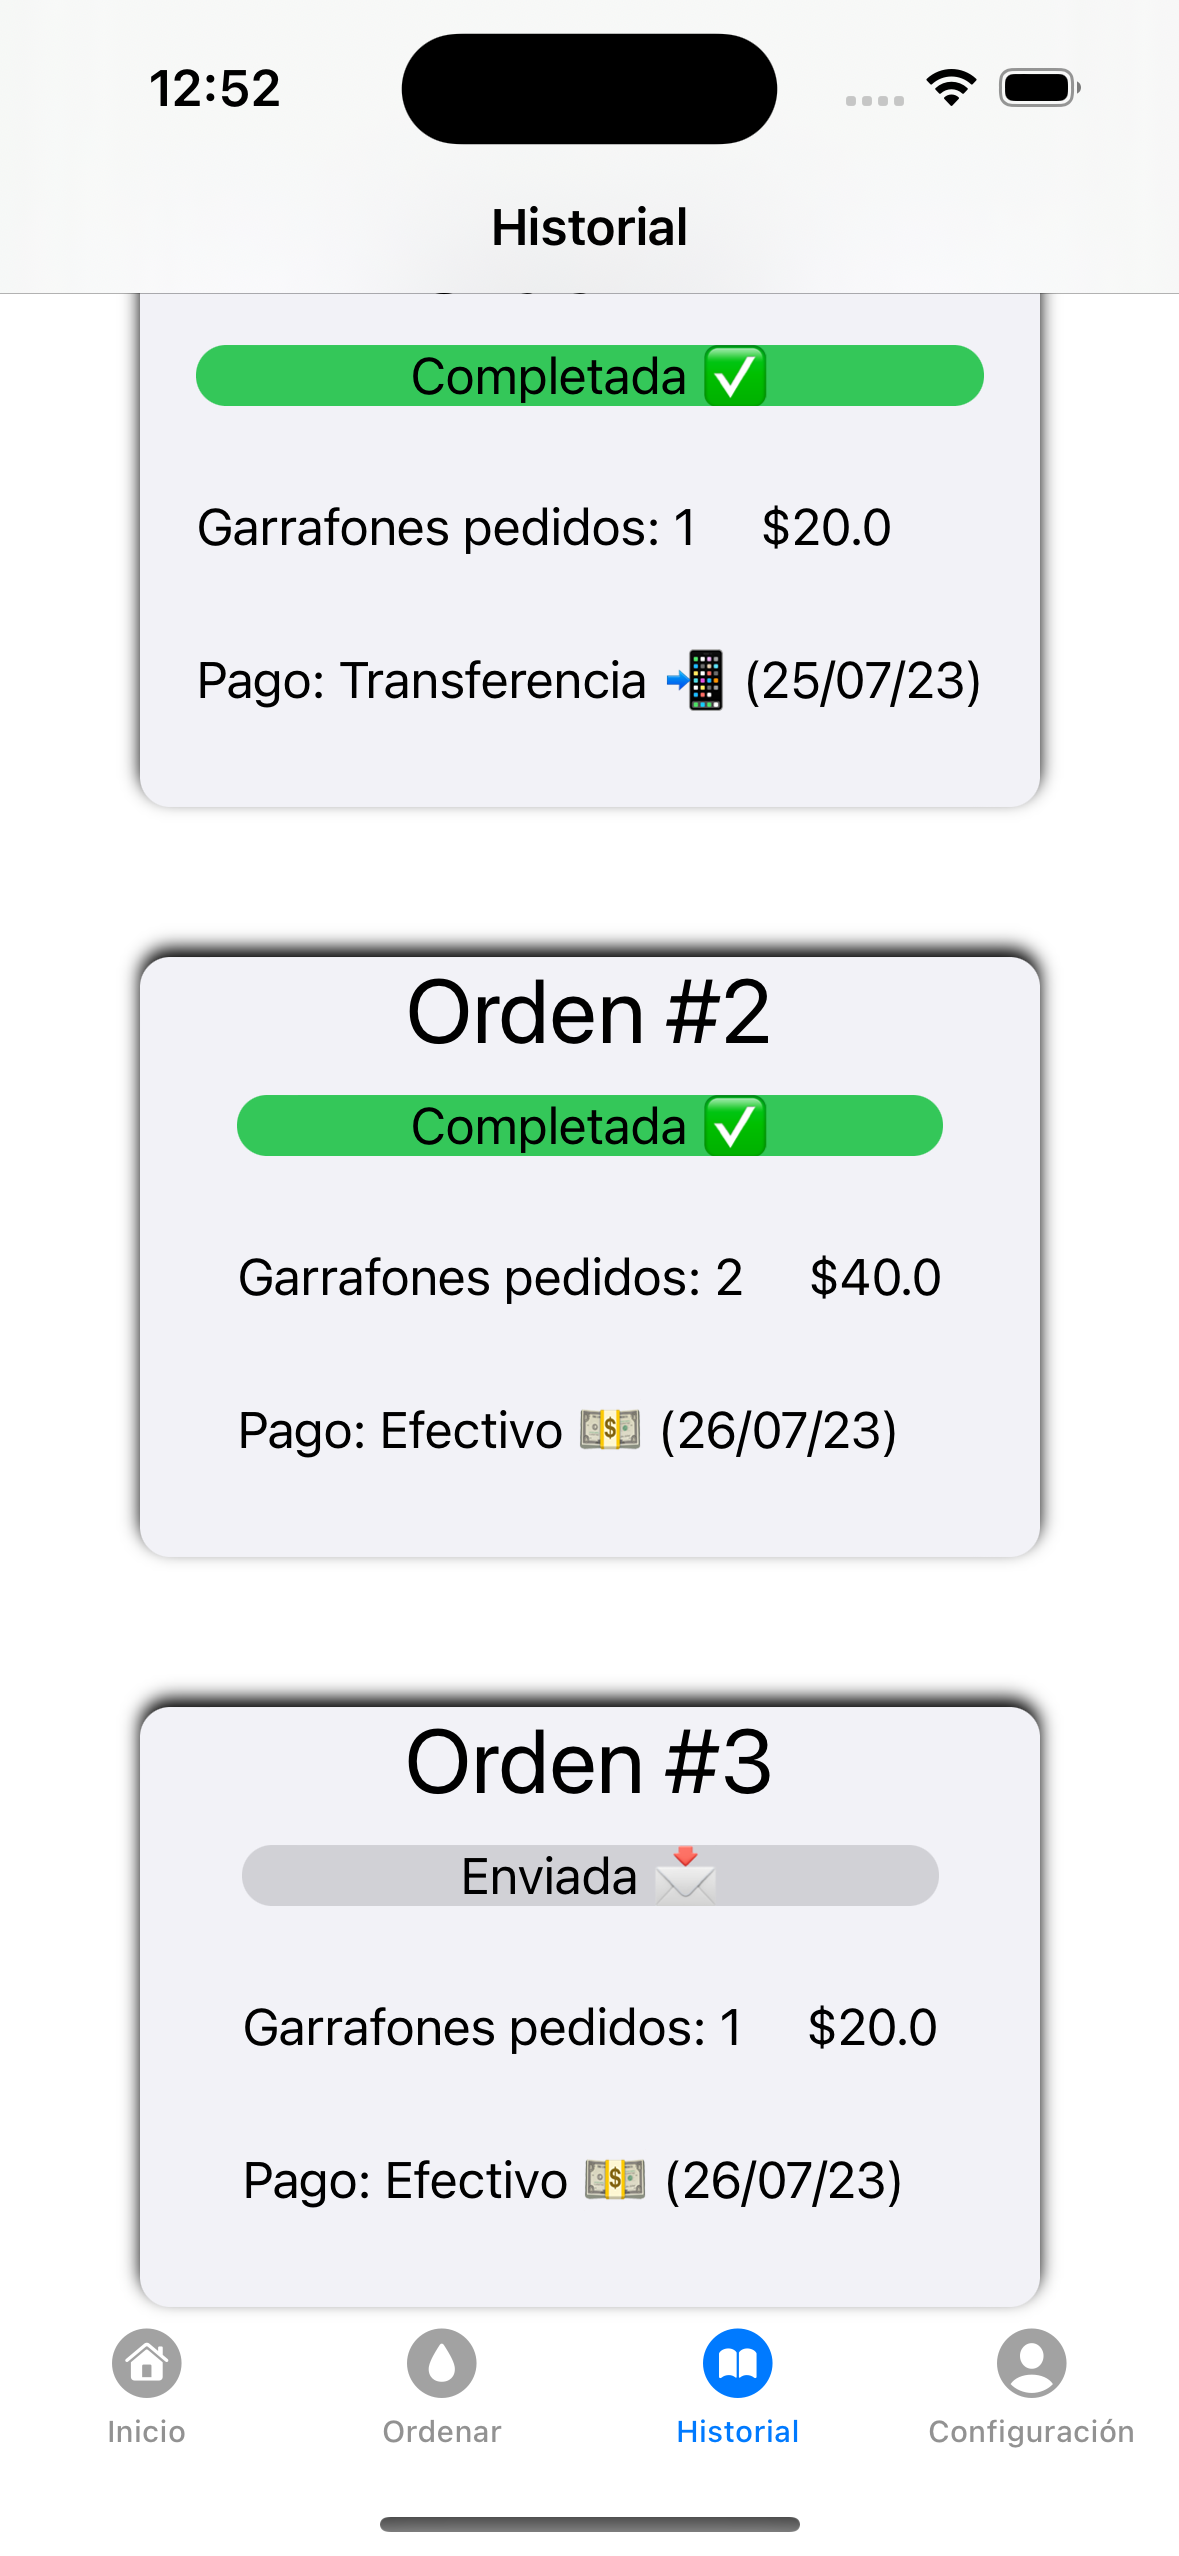 12:52
Historial
Completada ✅
Garrafones pedidos: 1 $20.0
Pago: Transferencia 📲 (25/07/23)
Orden #2
Completada ✅
Garrafones pedidos: 2 $40.0
Pago: Efectivo 💵 (26/07/23)
Orden #3
Enviada 📩
Garrafones pedidos: 1 $20.0
Pago: Efectivo 💵 (26/07/23)
Inicio Ordenar Historial Configuración